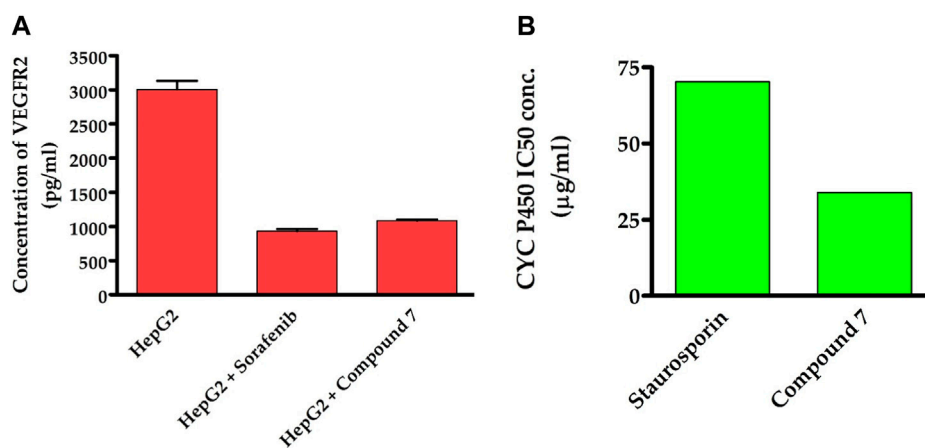 A
Concentration of VEGFR2
(pg/ml)
3500
3000
2500
2000
1500
1000
500
0
HepG2
HepG2 + Sorafenib
HepG2 + Compound 7
B
CYC P450 IC50 conc.
(µg/ml)
75
50
25
0
Staurosporin
Compound 7